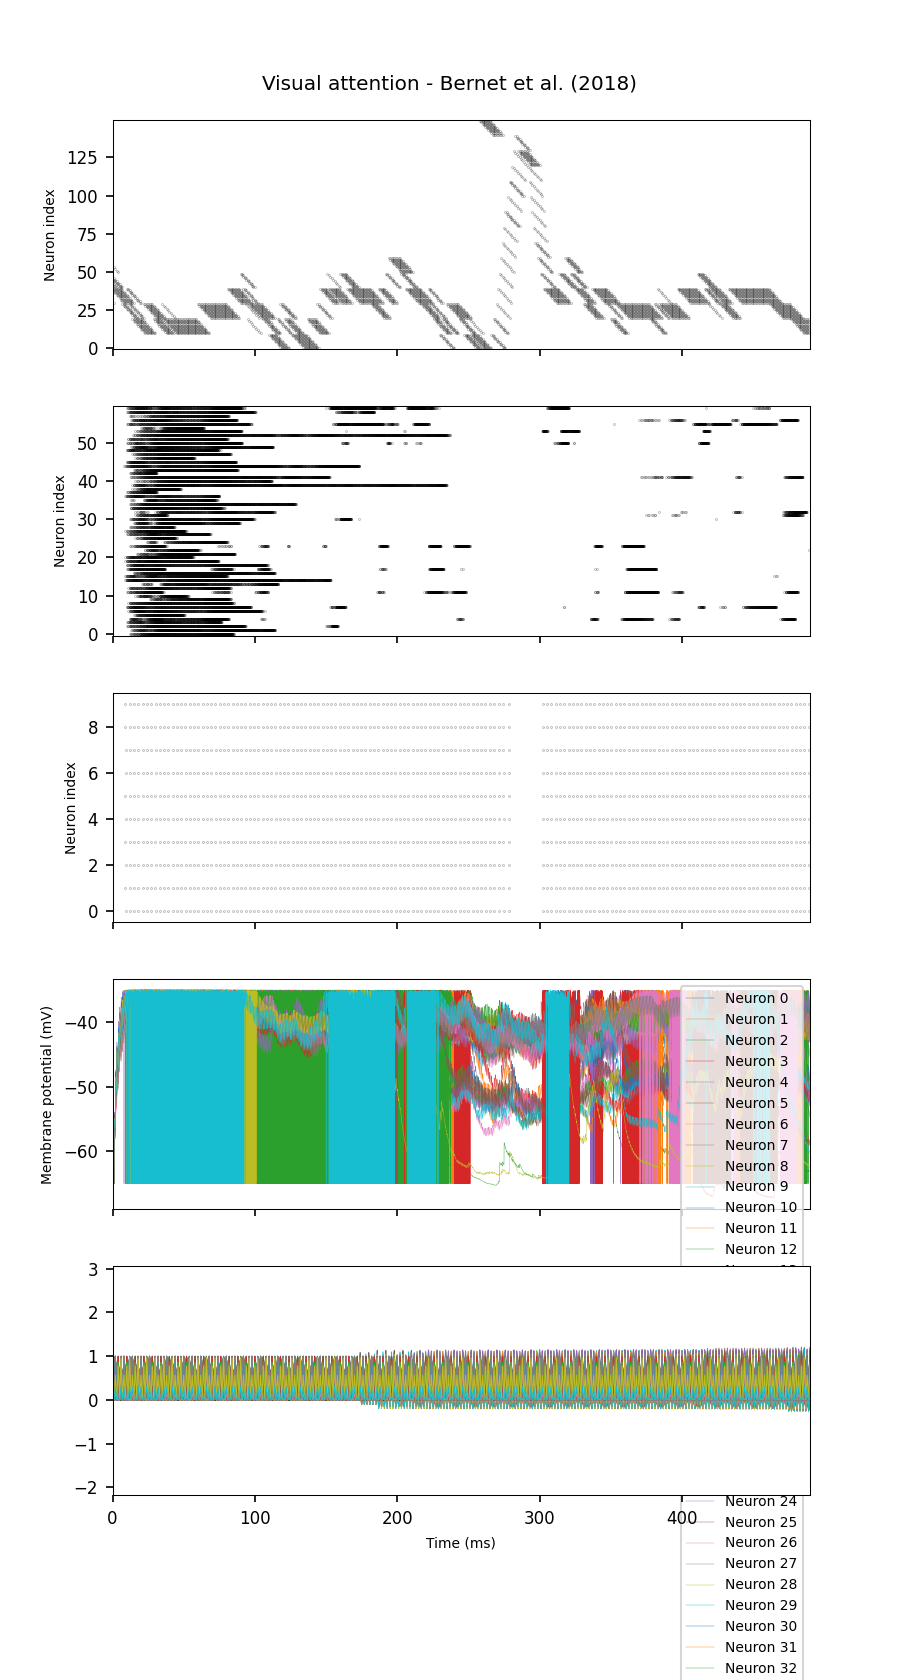 Visual attention - Bernet et al. (2018)
Neuron index
125
100
75
50
25
0
Neuron index
50
40
30
20
10
0
Neuron index
8
6
4
2
0
Membrane potential (mV)
−40
−50
−60
Neuron 0
Neuron 1
Neuron 2
Neuron 3
Neuron 4
Neuron 5
Neuron 6
Neuron 7
Neuron 8
Neuron 9
Neuron 10
Neuron 11
Neuron 12
3
2
1
0
−1
−2
0 100 200 300 400
Time (ms)
Neuron 24
Neuron 25
Neuron 26
Neuron 27
Neuron 28
Neuron 29
Neuron 30
Neuron 31
Neuron 32